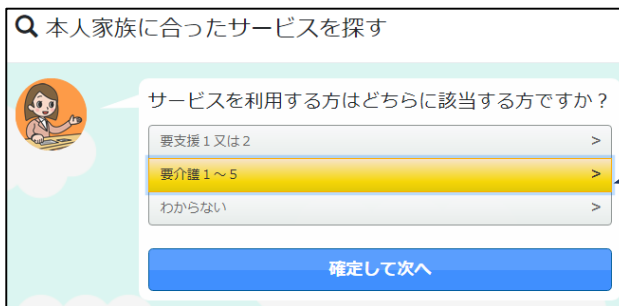 本人家族に合ったサービスを探す
サービスを利用する方はどちらに該当する方ですか？
要支援１又は２ >
要介護１～５ >
わからない >
確定して次へ